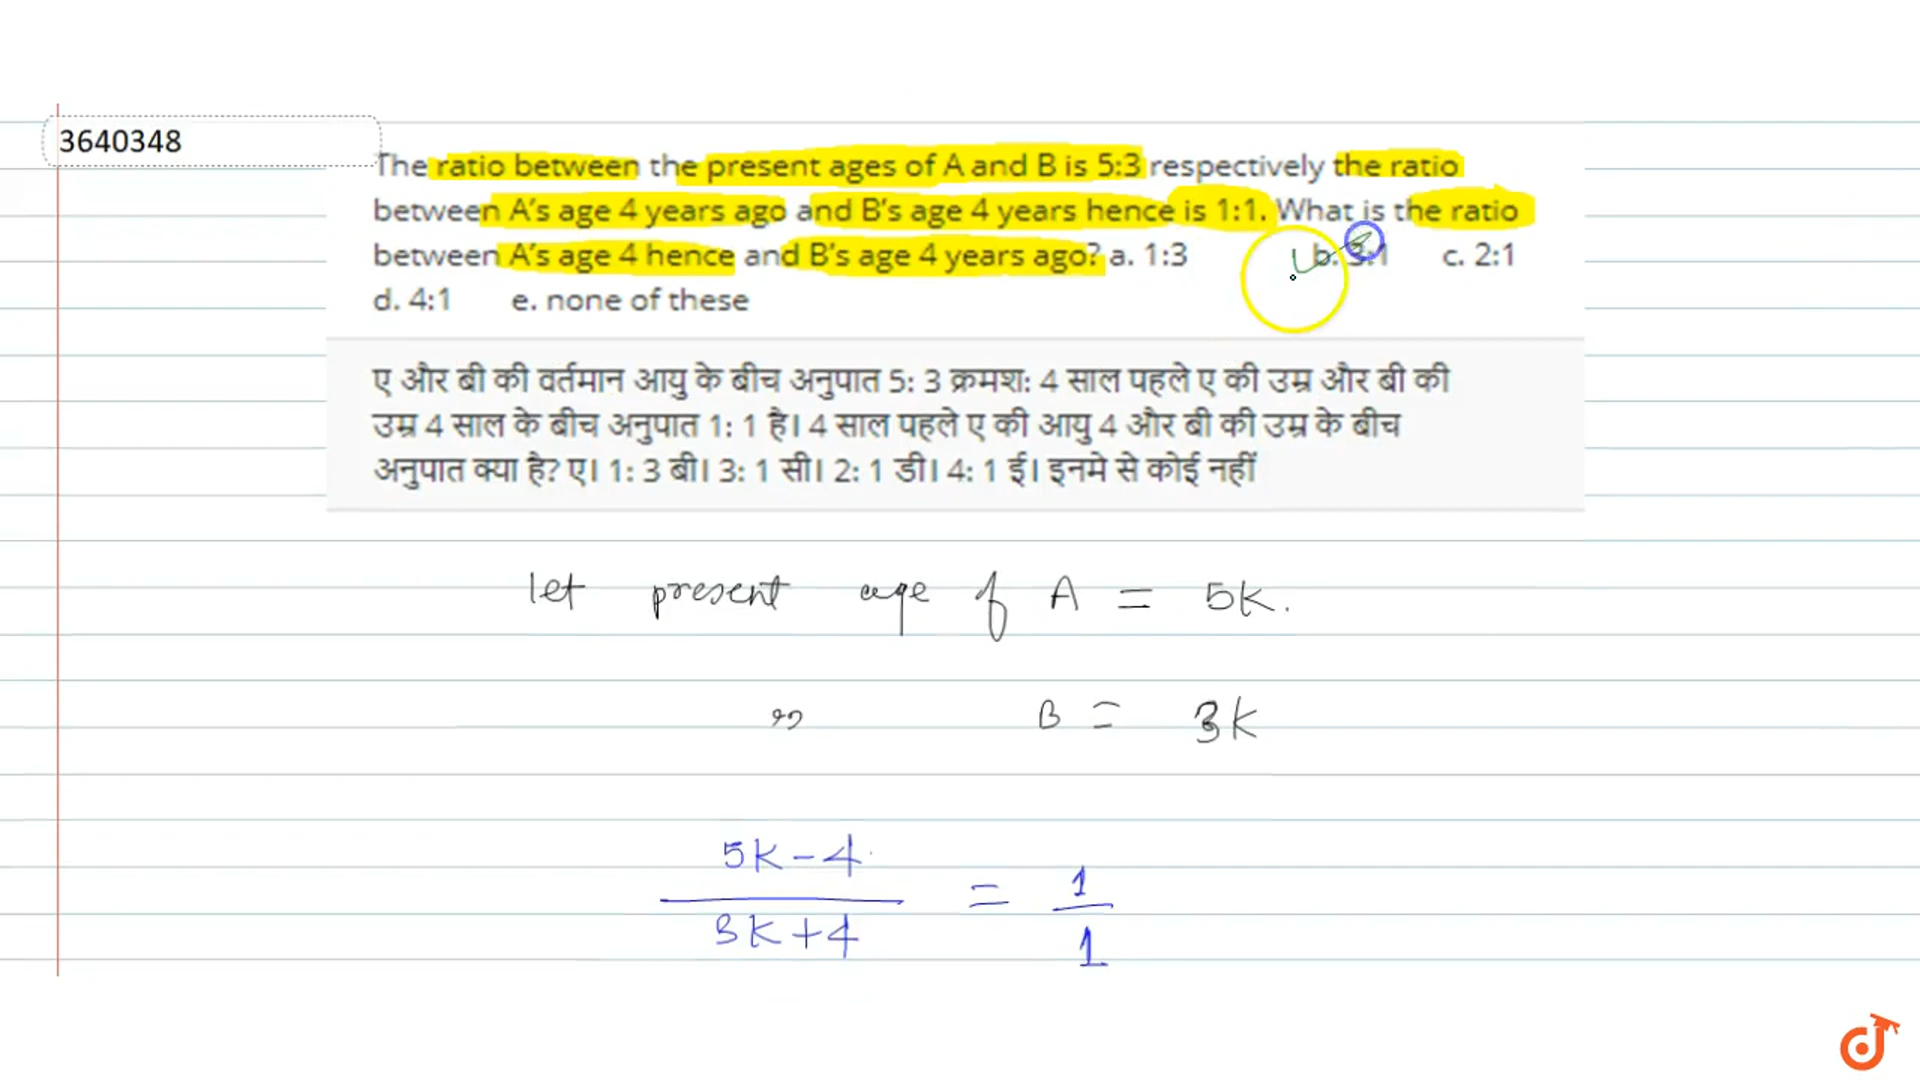 3640348
The ratio between the present ages of A and B is 5:3 respectively the ratio
between A's age 4 years ago and B's age 4 years hence is 1:1. What is the ratio
between A's age 4 hence and B's age 4 years ago? a. 1:3 b. 3:1 c. 2:1
d. 4:1 e. none of these
ए और बी की वर्तमान आयु के बीच अनुपात 5: 3 क्रमश: 4 साल पहले ए की उम्र और बी की
उम्र 4 साल के बीच अनुपात 1: 1 है। 4 साल पहले ए की आयु 4 और बी की उम्र के बीच
अनुपात क्या है? ए। 1: 3 बी। 3: 1 सी। 2: 1 डी। 4: 1 ई। इनमे से कोई नहीं
let present age of A = 5K.
B = 3K
5K-4
3K+4
=
1
1